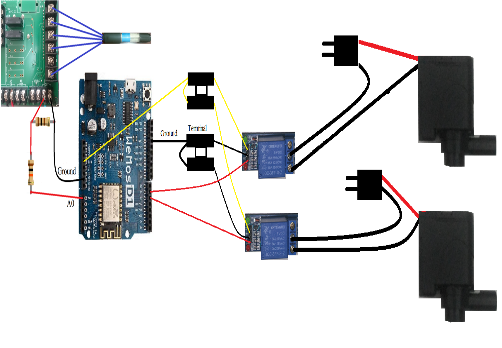 Ground
Terminal
Ground
A0
WeMos D1